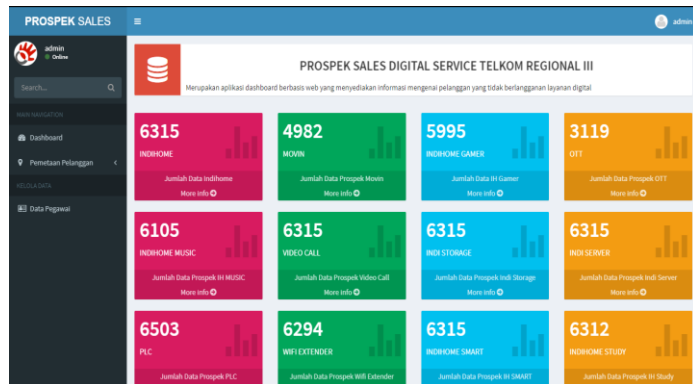 PROSPEK SALES
admin
admin
Online
Search...
MAIN NAVIGATION
Dashboard
Pemetaan Pelanggan
KELOLA DATA
Data Pegawai
PROSPEK SALES DIGITAL SERVICE TELKOM REGIONAL III
Merupakan aplikasi dashboard berbasis web yang menyediakan informasi mengenai pelanggan yang tidak berlangganan layanan digital
6315
INDIHOME
Jumlah Data Indihome
More info
4982
MOVIN
Jumlah Data Prospek Movin
More info
5995
INDIHOME GAMER
Jumlah Data IH Gamer
More info
3119
OTT
Jumlah Data Prospek OTT
More info
6105
INDIHOME MUSIC
Jumlah Data Prospek IH MUSIC
More info
6315
VIDEO CALL
Jumlah Data Prospek Video Call
More info
6315
INDI STORAGE
Jumlah Data Prospek Indi Storage
More info
6315
INDI SERVER
Jumlah Data Prospek Indi Server
More info
6503
PLC
Jumlah Data Prospek PLC
6294
WIFI EXTENDER
Jumlah Data Prospek Wifi Extender
6315
INDIHOME SMART
Jumlah Data Prospek IH SMART
6312
INDIHOME STUDY
Jumlah Data Prospek IH Study